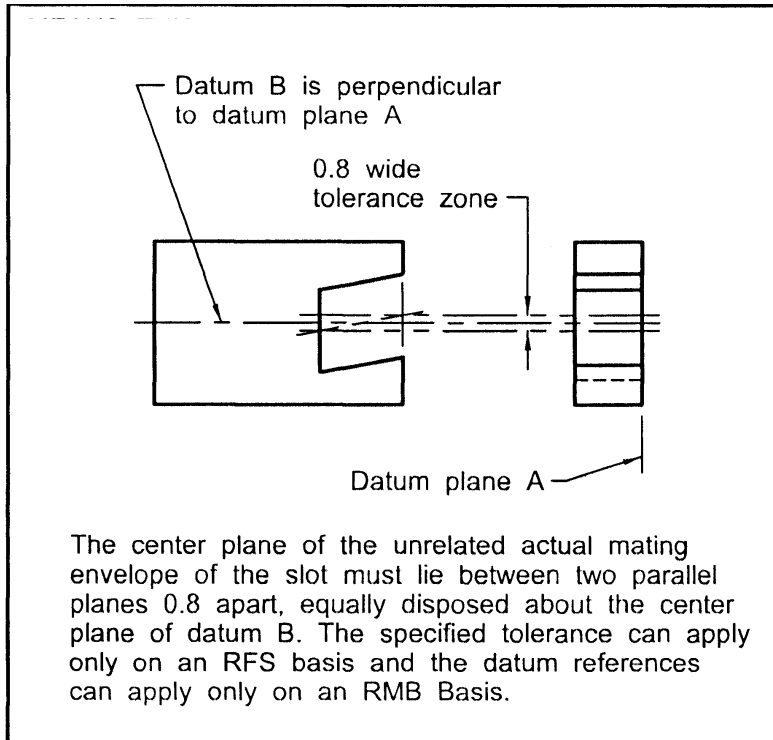 Datum B is perpendicular
to datum plane A
0.8 wide
tolerance zone
Datum plane A
The center plane of the unrelated actual mating
envelope of the slot must lie between two parallel
planes 0.8 apart, equally disposed about the center
plane of datum B. The specified tolerance can apply
only on an RFS basis and the datum references
can apply only on an RMB Basis.